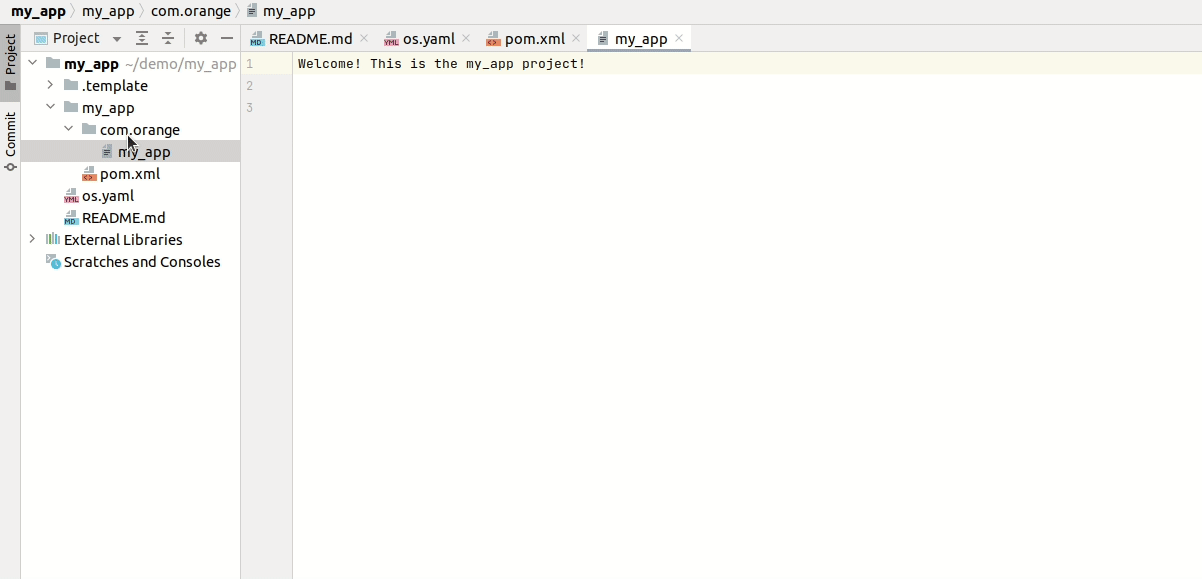 my_app my_app com.orange my_app
Project
Commit
Project
README.md os.yaml pom.xml my_app
my_app ~/demo/my_app
.template
my_app
com.orange
my_app
pom.xml
YML os.yaml
MD README.md
External Libraries
Scratches and Consoles
1 Welcome! This is the my_app project!
2
3